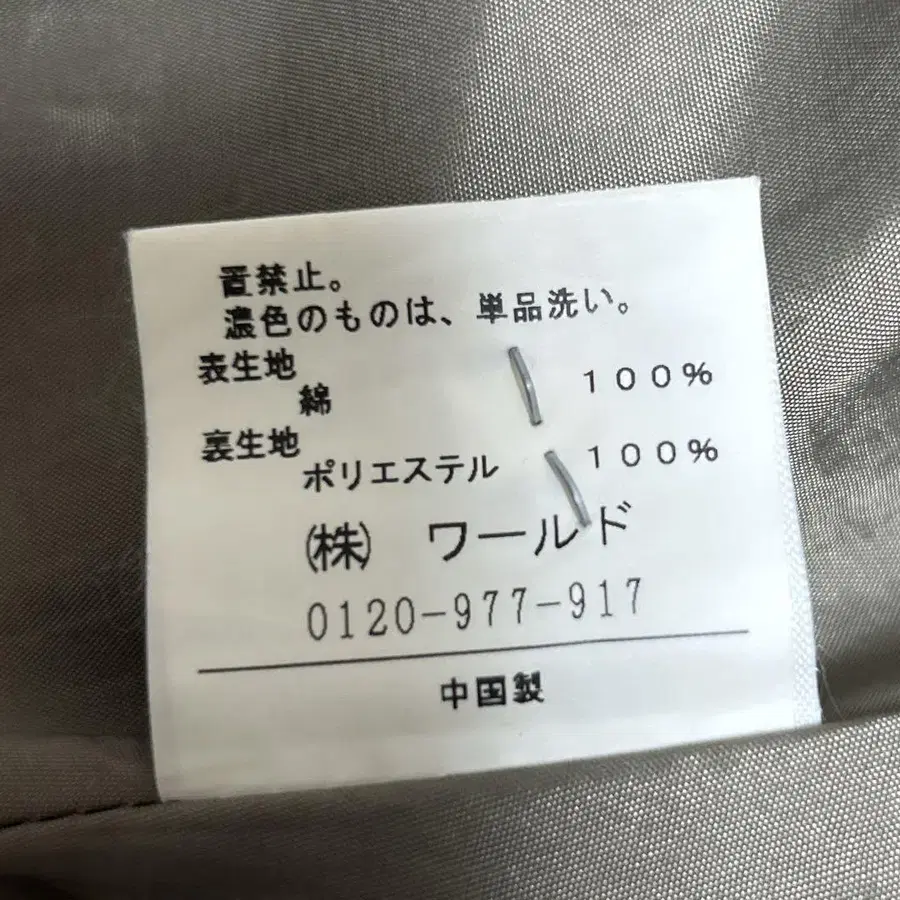 置禁止。
濃色のものは、単品洗い。
表生地
綿 １００％
裏生地
ポリエステル １００％
㈱ ワールド
0120-977-917
中国製